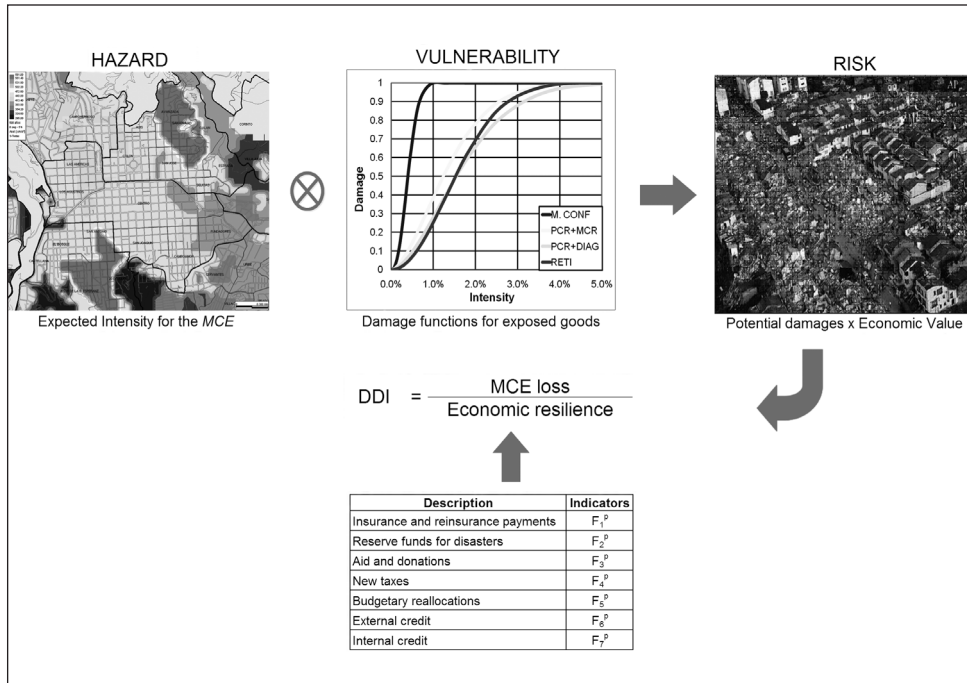 HAZARD
VULNERABILITY
RISK
Expected Intensity for the MCE
Damage
1
0.9
0.8
0.7
0.6
0.5
0.4
0.3
0.2
0.1
0
M. CONF
PCR+MCR
PCR+DIAG
RETI
0.0% 1.0% 2.0% 3.0% 4.0% 5.0%
Intensity
Damage functions for exposed goods
Potential damages x Economic Value
DDI = MCE loss
Economic resilience
Description Indicators
Insurance and reinsurance payments F₁ᵖ
Reserve funds for disasters F₂ᵖ
Aid and donations F₃ᵖ
New taxes F₄ᵖ
Budgetary reallocations F₅ᵖ
External credit F₆ᵖ
Internal credit F₇ᵖ